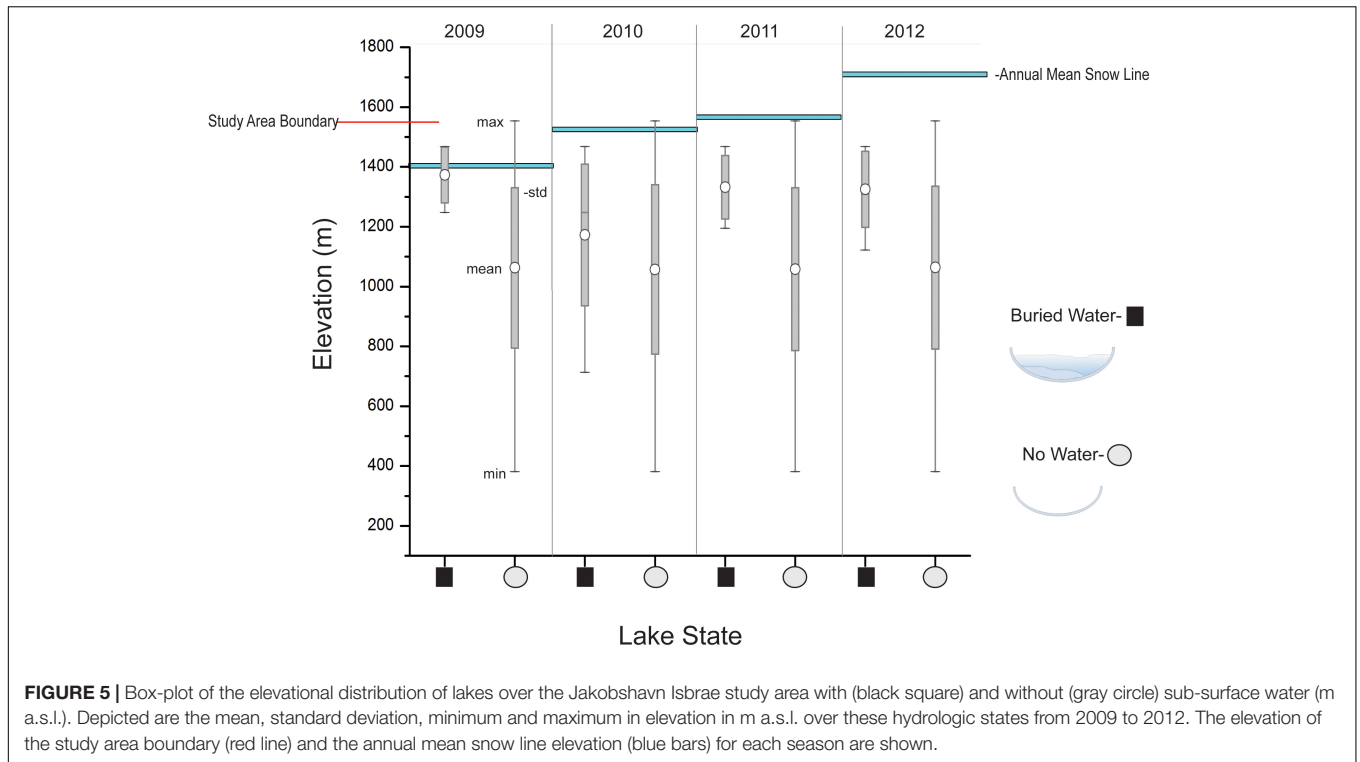 2009 2010 2011 2012
1800
1600
1400
1200
1000
800
600
400
200
Elevation (m)
-Annual Mean Snow Line
Study Area Boundary
max
-std
mean
min
Buried Water-
No Water-
Lake State
FIGURE 5 | Box-plot of the elevational distribution of lakes over the Jakobshavn Isbrae study area with (black square) and without (gray circle) sub-surface water (m
a.s.l.). Depicted are the mean, standard deviation, minimum and maximum in elevation in m a.s.l. over these hydrologic states from 2009 to 2012. The elevation of
the study area boundary (red line) and the annual mean snow line elevation (blue bars) for each season are shown.